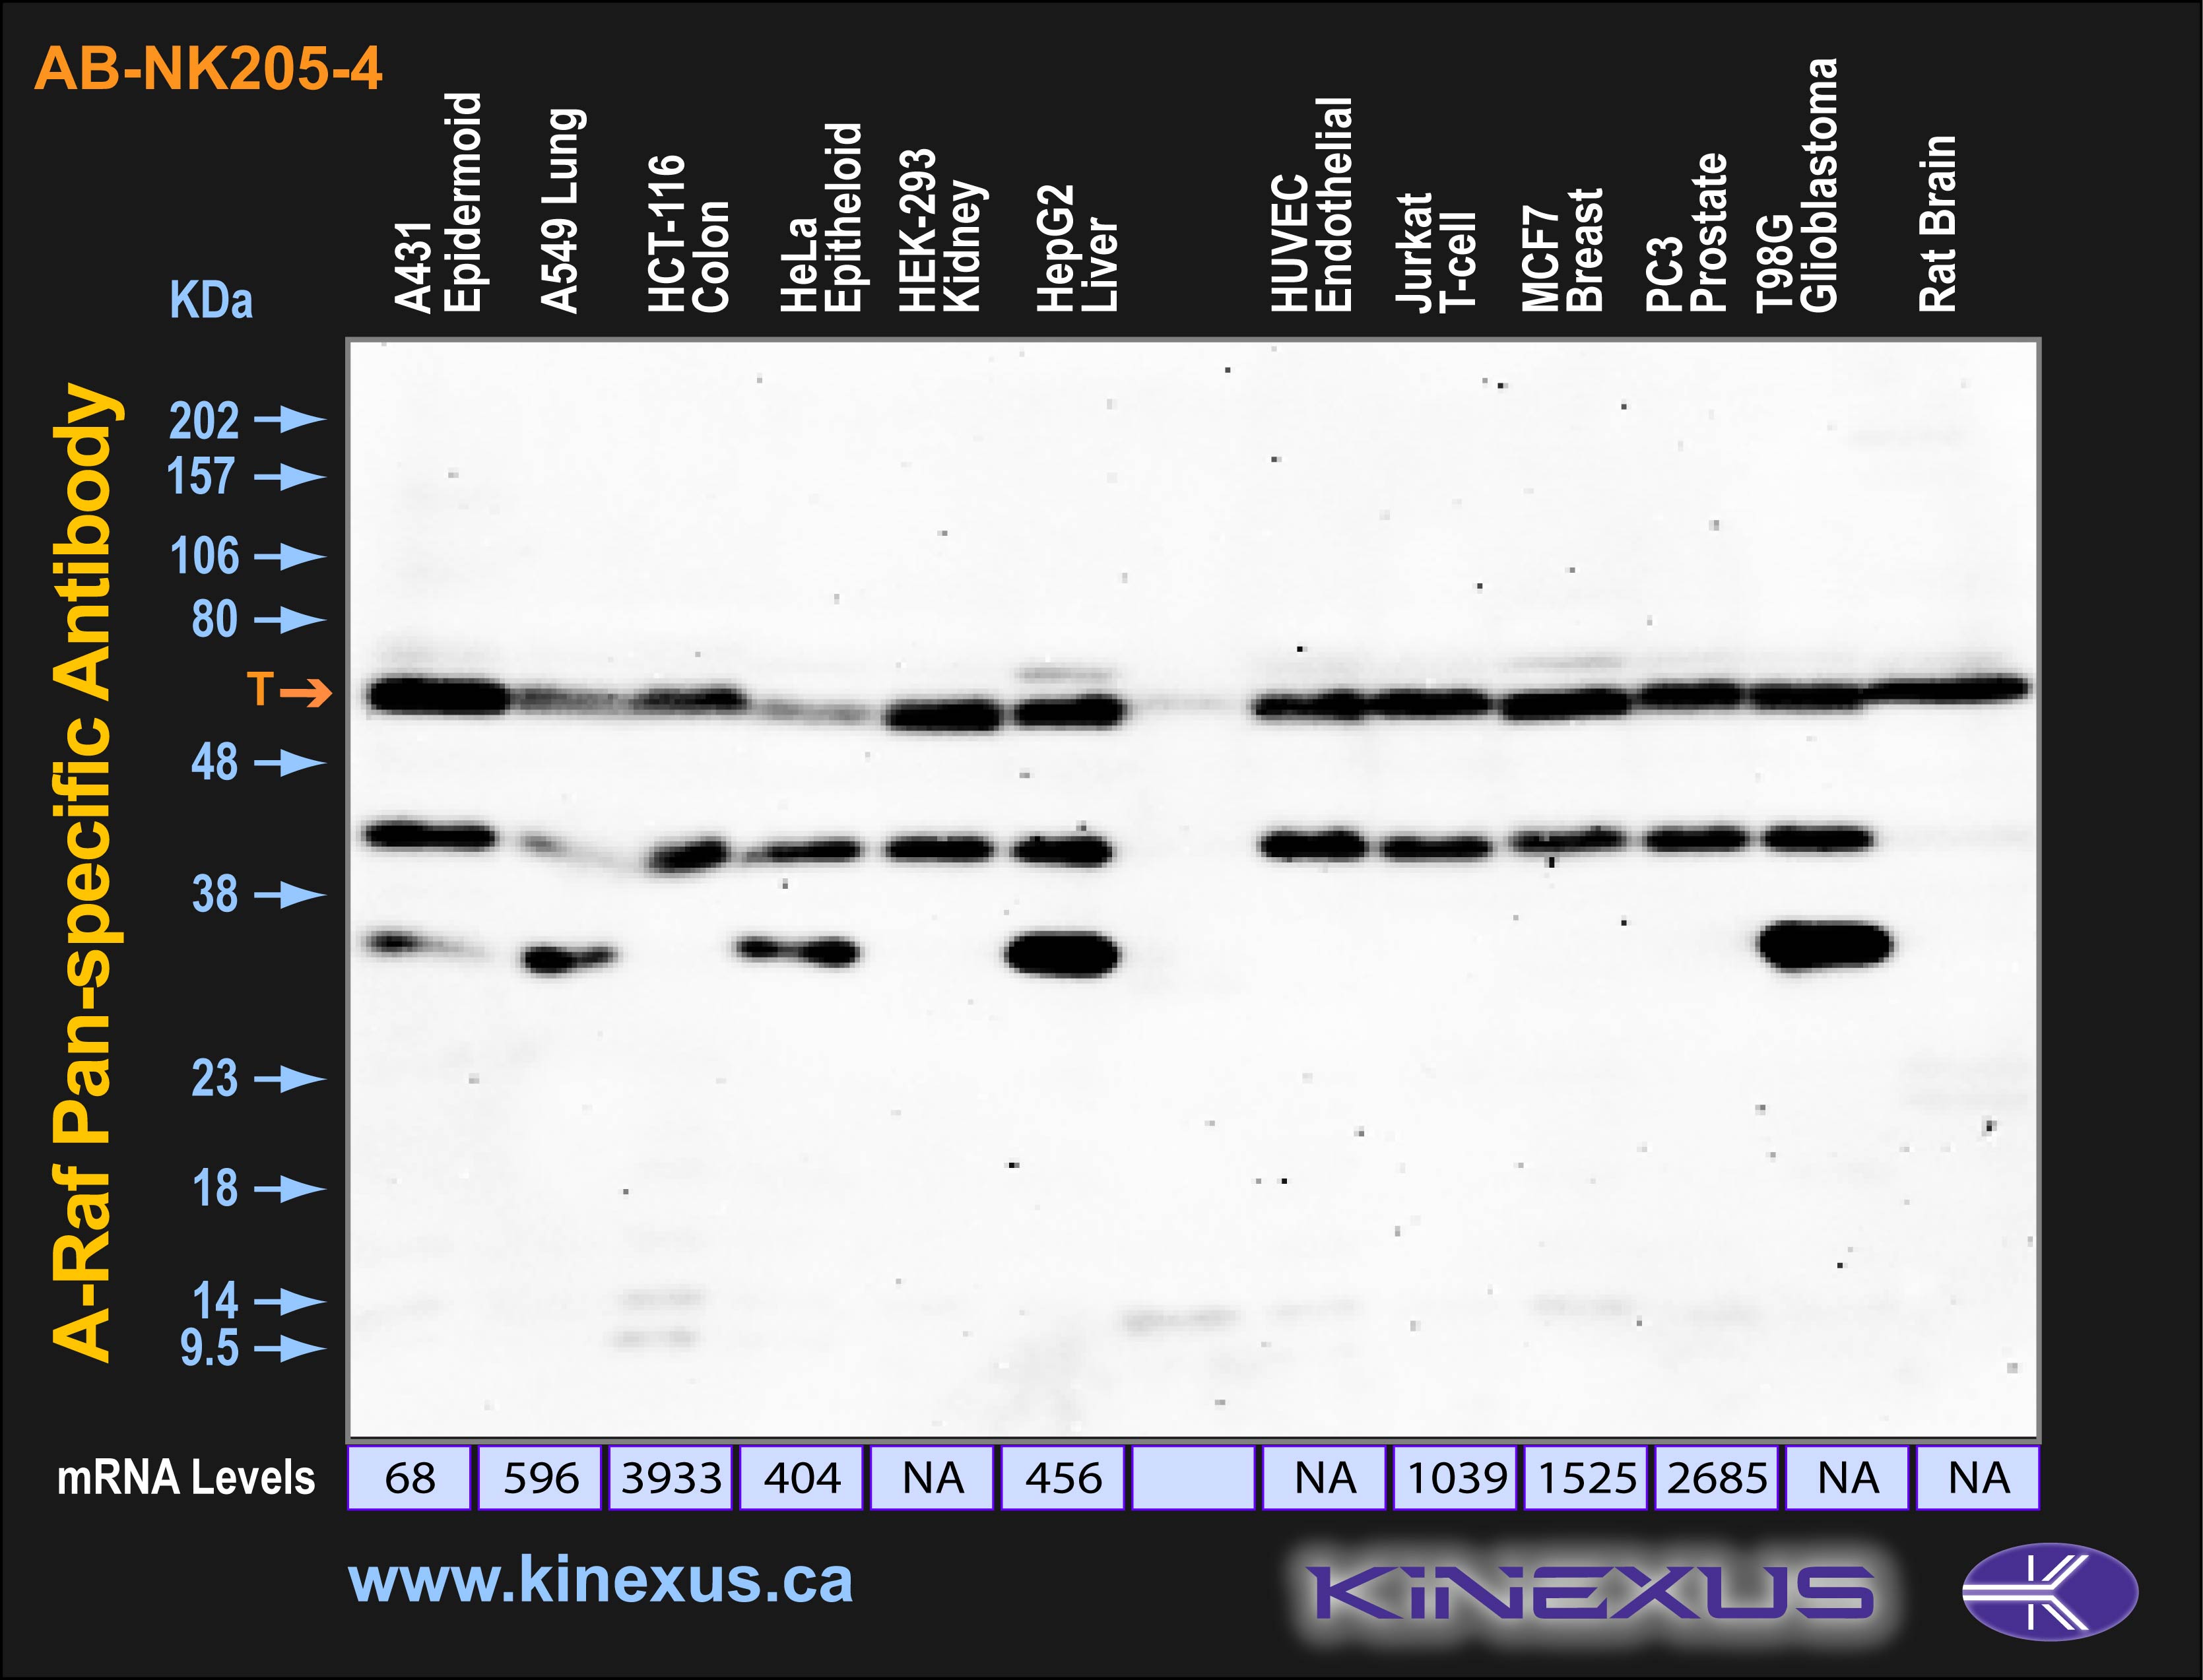 AB-NK205-4
A431
Epidermoid
A549 Lung
HCT-116
Colon
HeLa
Epitheloid
HEK-293
Kidney
HepG2
Liver
HUVEC
Endothelial
Jurkat
T-cell
MCF7
Breast
PC3
Prostate
T98G
Glioblastoma
Rat Brain
KDa
A-Raf Pan-specific Antibody
202
157
106
80
T
48
38
23
18
14
9.5
mRNA Levels 68 596 3933 404 NA 456 NA 1039 1525 2685 NA NA
www.kinexus.ca
KiNEXUS
K